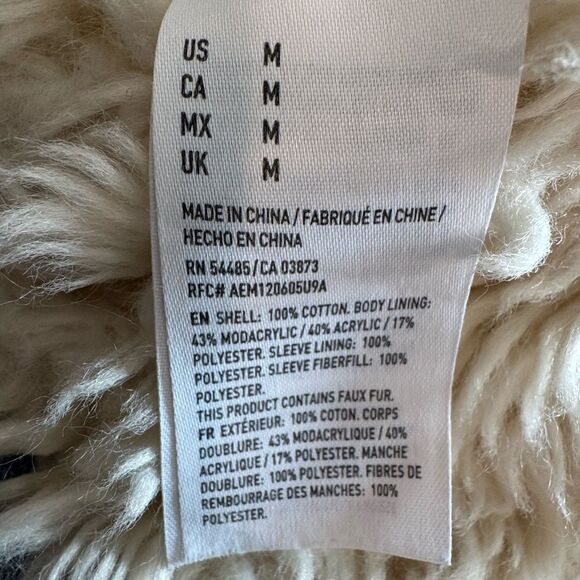 US M
CA M
MX M
UK M
MADE IN CHINA / FABRIQUÉ EN CHINE /
HECHO EN CHINA
RN 54485/CA 03873
RFC# AEM120605U9A
EN SHELL: 100% COTTON. BODY LINING:
43% MODACRYLIC / 40% ACRYLIC / 17%
POLYESTER. SLEEVE LINING: 100%
POLYESTER. SLEEVE FIBERFILL: 100%
POLYESTER.
THIS PRODUCT CONTAINS FAUX FUR.
FR EXTÉRIEUR: 100% COTON. CORPS
DOUBLURE: 43% MODACRYLIQUE / 40%
ACRYLIQUE / 17% POLYESTER. MANCHE
DOUBLURE: 100% POLYESTER. FIBRES DE
REMBOURRAGE DES MANCHES: 100%
POLYESTER.